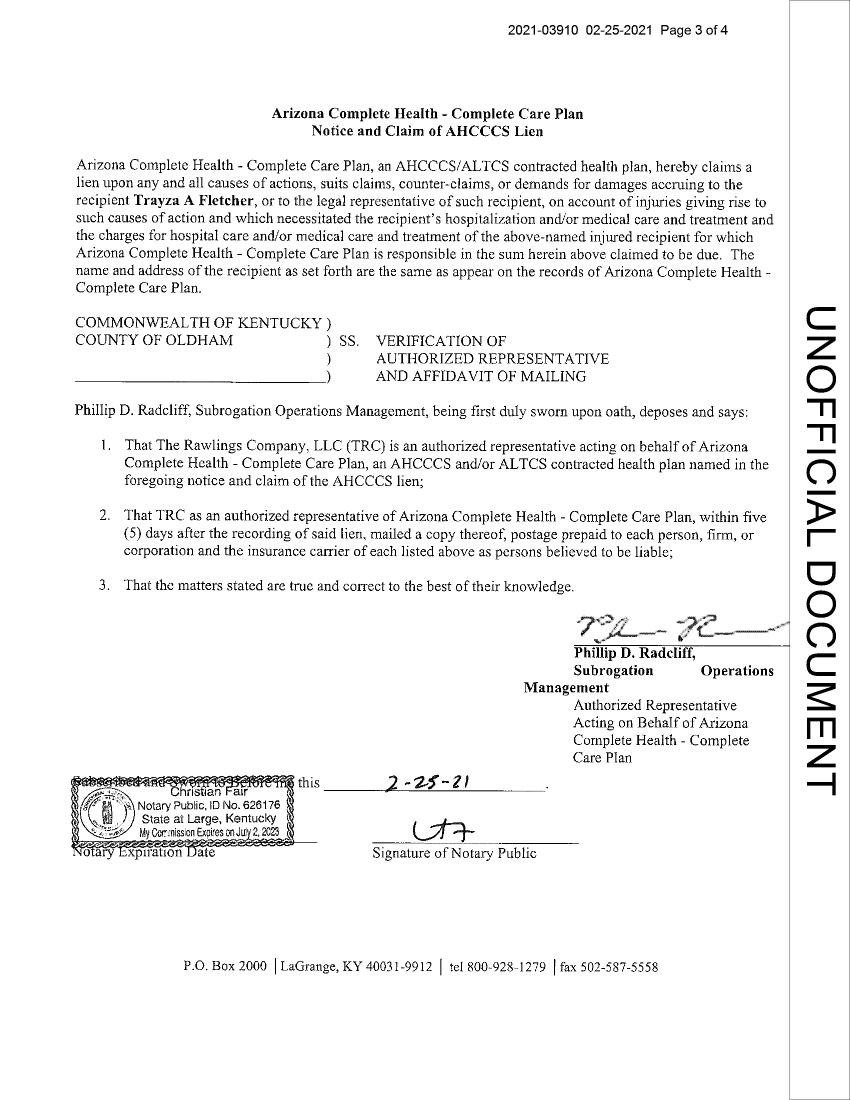 2021-03910 02-25-2021 Page 3 of 4
Arizona Complete Health - Complete Care Plan
Notice and Claim of AHCCCS Lien
Arizona Complete Health - Complete Care Plan, an AHCCCS/ALTCS contracted health plan, hereby claims a
lien upon any and all causes of actions, suits claims, counter-claims, or demands for damages accruing to the
recipient Trayza A Fletcher, or to the legal representative of such recipient, on account of injuries giving rise to
such causes of action and which necessitated the recipient's hospitalization and/or medical care and treatment and
the charges for hospital care and/or medical care and treatment of the above-named injured recipient for which
Arizona Complete Health - Complete Care Plan is responsible in the sum herein above claimed to be due. The
name and address of the recipient as set forth are the same as appear on the records of Arizona Complete Health -
Complete Care Plan.
COMMONWEALTH OF KENTUCKY )
COUNTY OF OLDHAM ) SS. VERIFICATION OF
) AUTHORIZED REPRESENTATIVE
) AND AFFIDAVIT OF MAILING
Phillip D. Radcliff, Subrogation Operations Management, being first duly sworn upon oath, deposes and says:
1. That The Rawlings Company, LLC (TRC) is an authorized representative acting on behalf of Arizona
Complete Health - Complete Care Plan, an AHCCCS and/or ALTCS contracted health plan named in the
foregoing notice and claim of the AHCCCS lien;
2. That TRC as an authorized representative of Arizona Complete Health - Complete Care Plan, within five
(5) days after the recording of said lien, mailed a copy thereof, postage prepaid to each person, firm, or
corporation and the insurance carrier of each listed above as persons believed to be liable;
3. That the matters stated are true and correct to the best of their knowledge.
Phillip D. Radcliff,
Subrogation Operations
Management
Authorized Representative
Acting on Behalf of Arizona
Complete Health - Complete
Care Plan
Subscribed and Sworn to Before me this 2-25-21.
Christian Fair
Notary Public, ID No. 626176
State at Large, Kentucky
My Commission Expires on July 2, 2023
Notary Expiration Date
Signature of Notary Public
P.O. Box 2000 | LaGrange, KY 40031-9912 | tel 800-928-1279 | fax 502-587-5558
UNOFFICIAL DOCUMENT